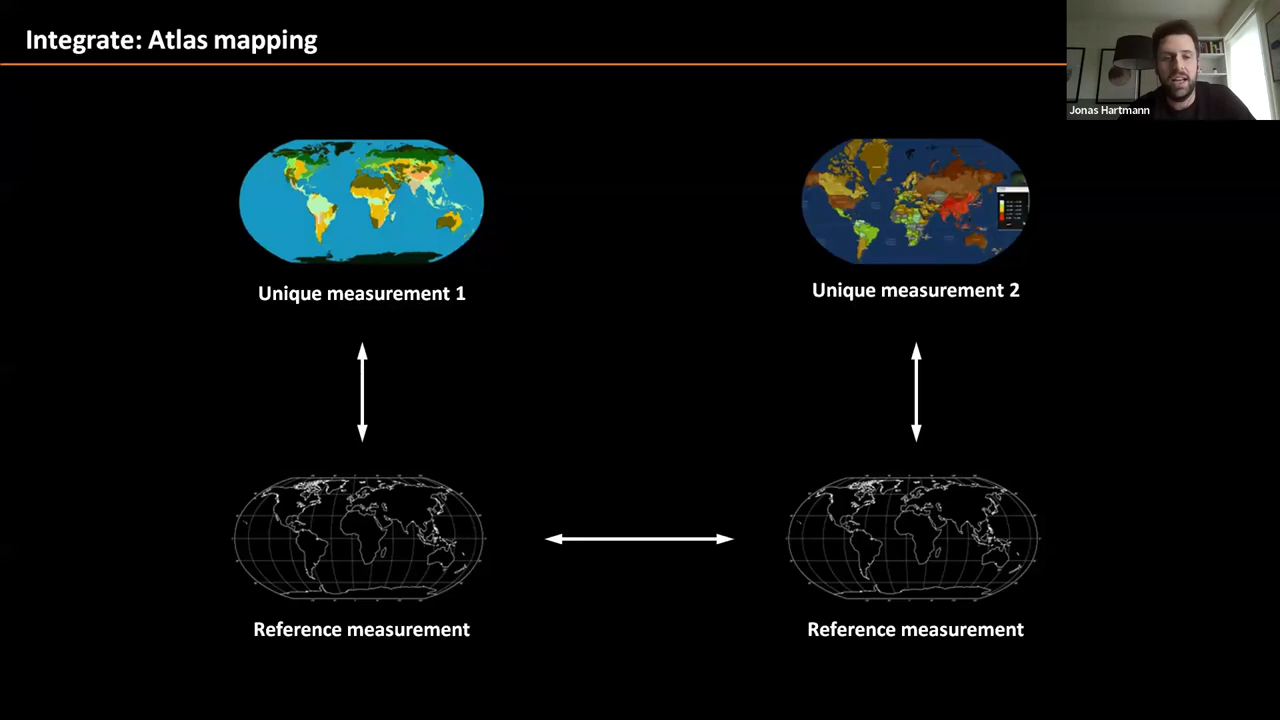 Integrate: Atlas mapping
Jonas Hartmann
Unique measurement 1
Unique measurement 2
Reference measurement
Reference measurement